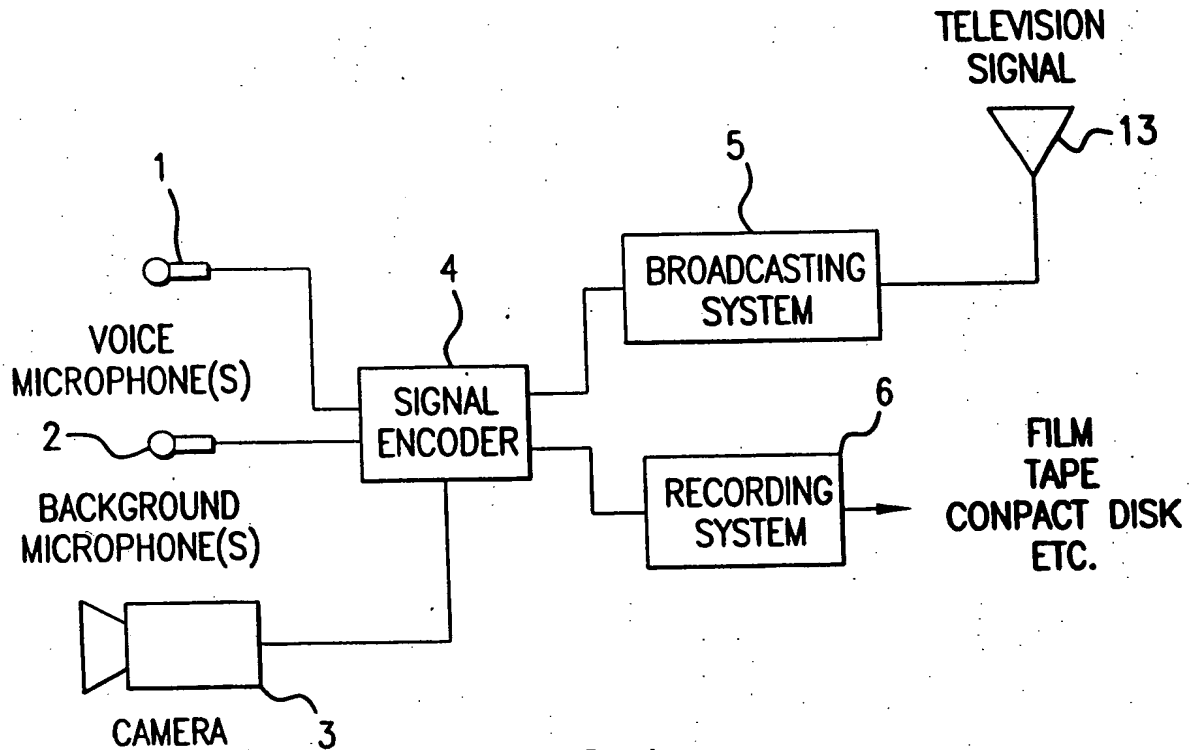 TELEVISION
SIGNAL
13
1
5
VOICE
MICROPHONE(S)
4
BROADCASTING
SYSTEM
2
SIGNAL
ENCODER
6
BACKGROUND
MICROPHONE(S)
RECORDING
SYSTEM
FILM
TAPE
CONPACT DISK
ETC.
CAMERA
3